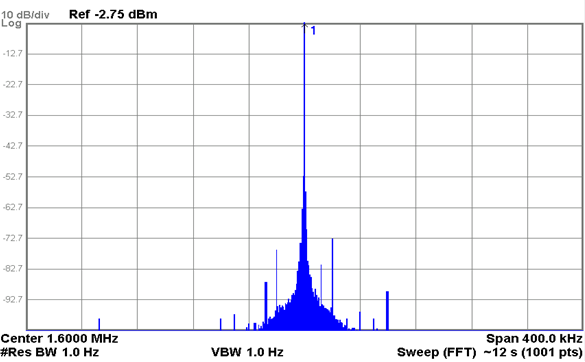 10 dB/div Ref -2.75 dBm
Log
1
-12.7
-22.7
-32.7
-42.7
-52.7
-62.7
-72.7
-82.7
-92.7
Center 1.6000 MHz Span 400.0 kHz
#Res BW 1.0 Hz VBW 1.0 Hz Sweep (FFT) ~12 s (1001 pts)